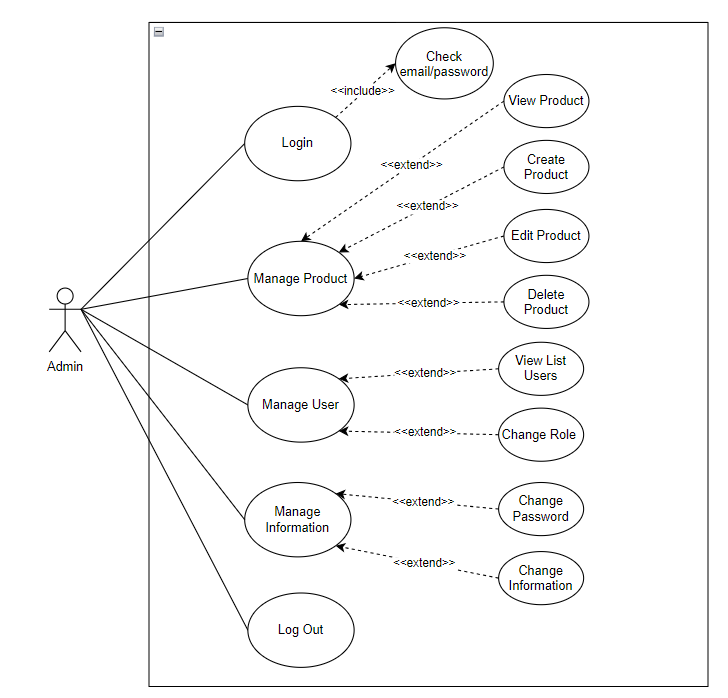 Check
email/password
<<include>>
View Product
Login
<<extend>>
Create
Product
<<extend>>
Edit Product
<<extend>>
Manage Product
Delete
Product
<<extend>>
Admin
View List
Users
<<extend>>
Manage User
<<extend>>
Change Role
Manage
Information
<<extend>>
Change
Password
<<extend>>
Change
Information
Log Out